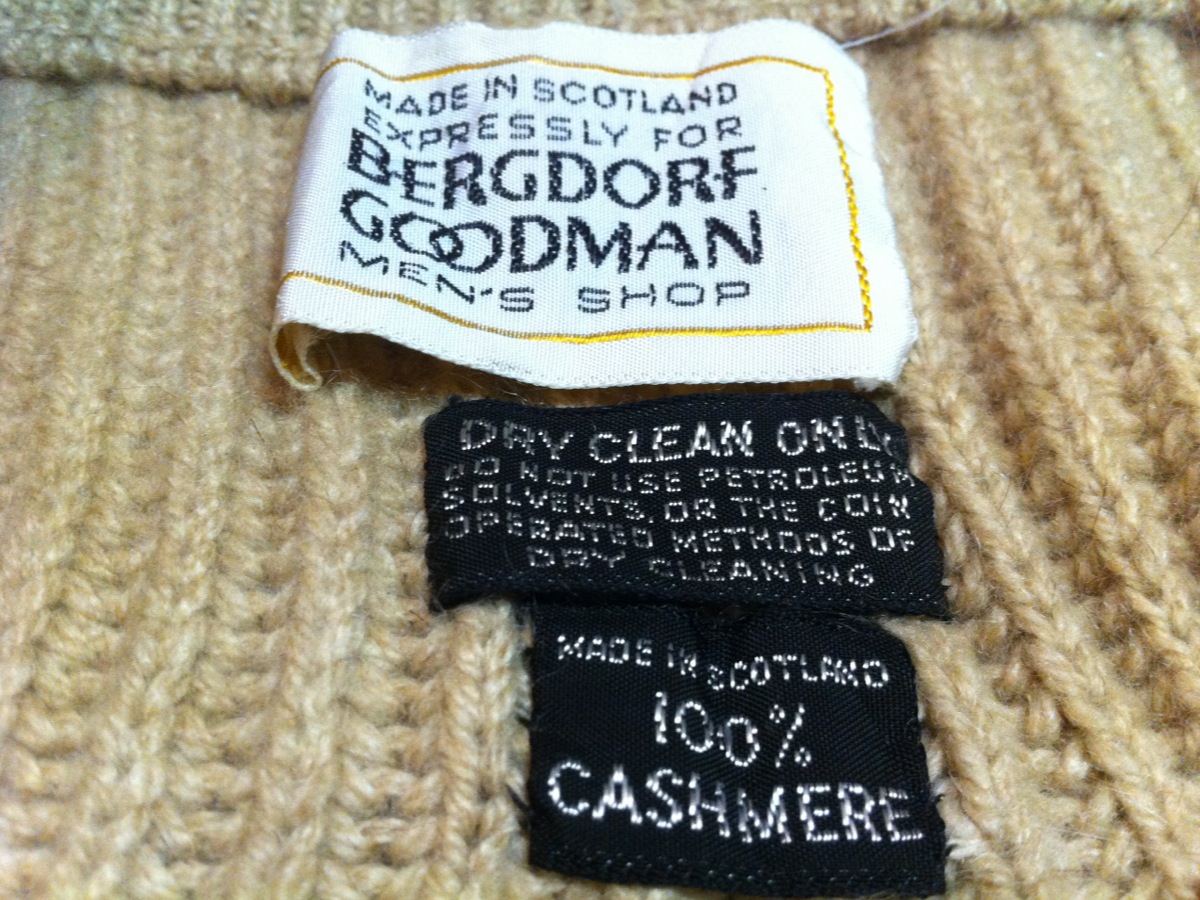 MADE IN SCOTLAND
EXPRESSLY FOR
BERGDORF
GOODMAN
MEN'S SHOP
DRY CLEAN ONLY
DO NOT USE PETROLEUM
SOLVENTS, OR THE COIN
OPERATED METHODS OF
DRY CLEANING
MADE IN SCOTLAND
100%
CASHMERE